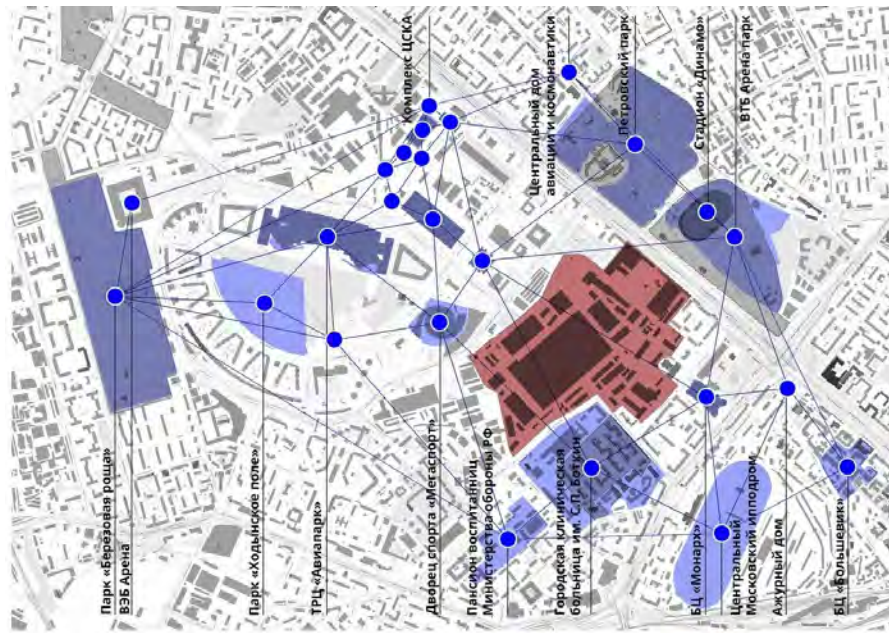 Комплекс ЦСКА
Центральный дом
авиации и космонавтики
Петровский парк
Стадион «Динамо»
ВТБ Арена парк
Парк «Березовая роща»
ВЭБ Арена
Парк «Ходынское поле»
ТРЦ «Авиапарк»
Дворец спорта «Мегаспорт»
Пансион воспитанниц
Министерства обороны РФ
Городская клиническая
больница им. С.П. Боткин
БЦ «Монарх»
Центральный
Московский ипподром
Ажурный дом
БЦ «Большевик»